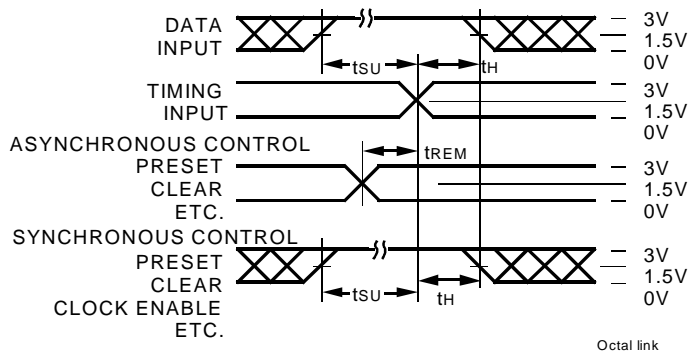 DATA
INPUT
3V
1.5V
0V
tSU
tH
TIMING
INPUT
3V
1.5V
0V
ASYNCHRONOUS CONTROL
PRESET
CLEAR
ETC.
tREM
3V
1.5V
0V
SYNCHRONOUS CONTROL
PRESET
CLEAR
CLOCK ENABLE
ETC.
tSU
tH
3V
1.5V
0V
Octal link